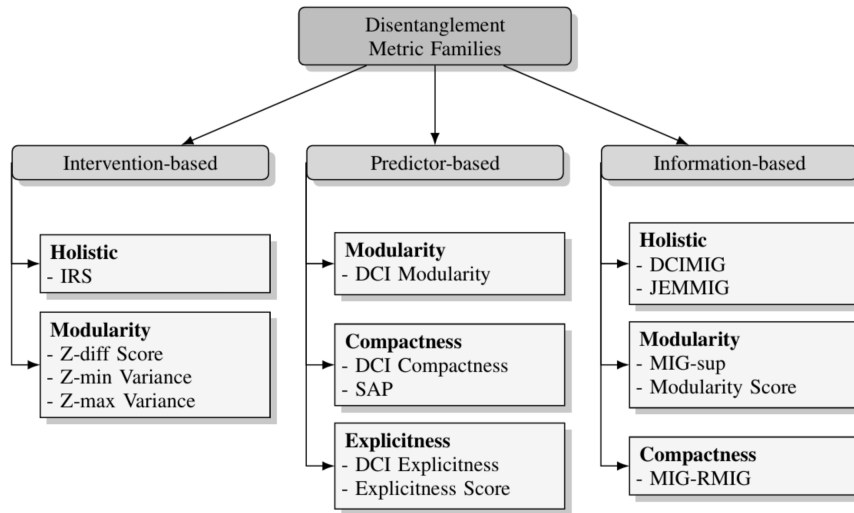 Disentanglement
Metric Families
Intervention-based
Holistic
- IRS
Modularity
- Z-diff Score
- Z-min Variance
- Z-max Variance
Predictor-based
Modularity
- DCI Modularity
Compactness
- DCI Compactness
- SAP
Explicitness
- DCI Explicitness
- Explicitness Score
Information-based
Holistic
- DCIMIG
- JEMMIG
Modularity
- MIG-sup
- Modularity Score
Compactness
- MIG-RMIG